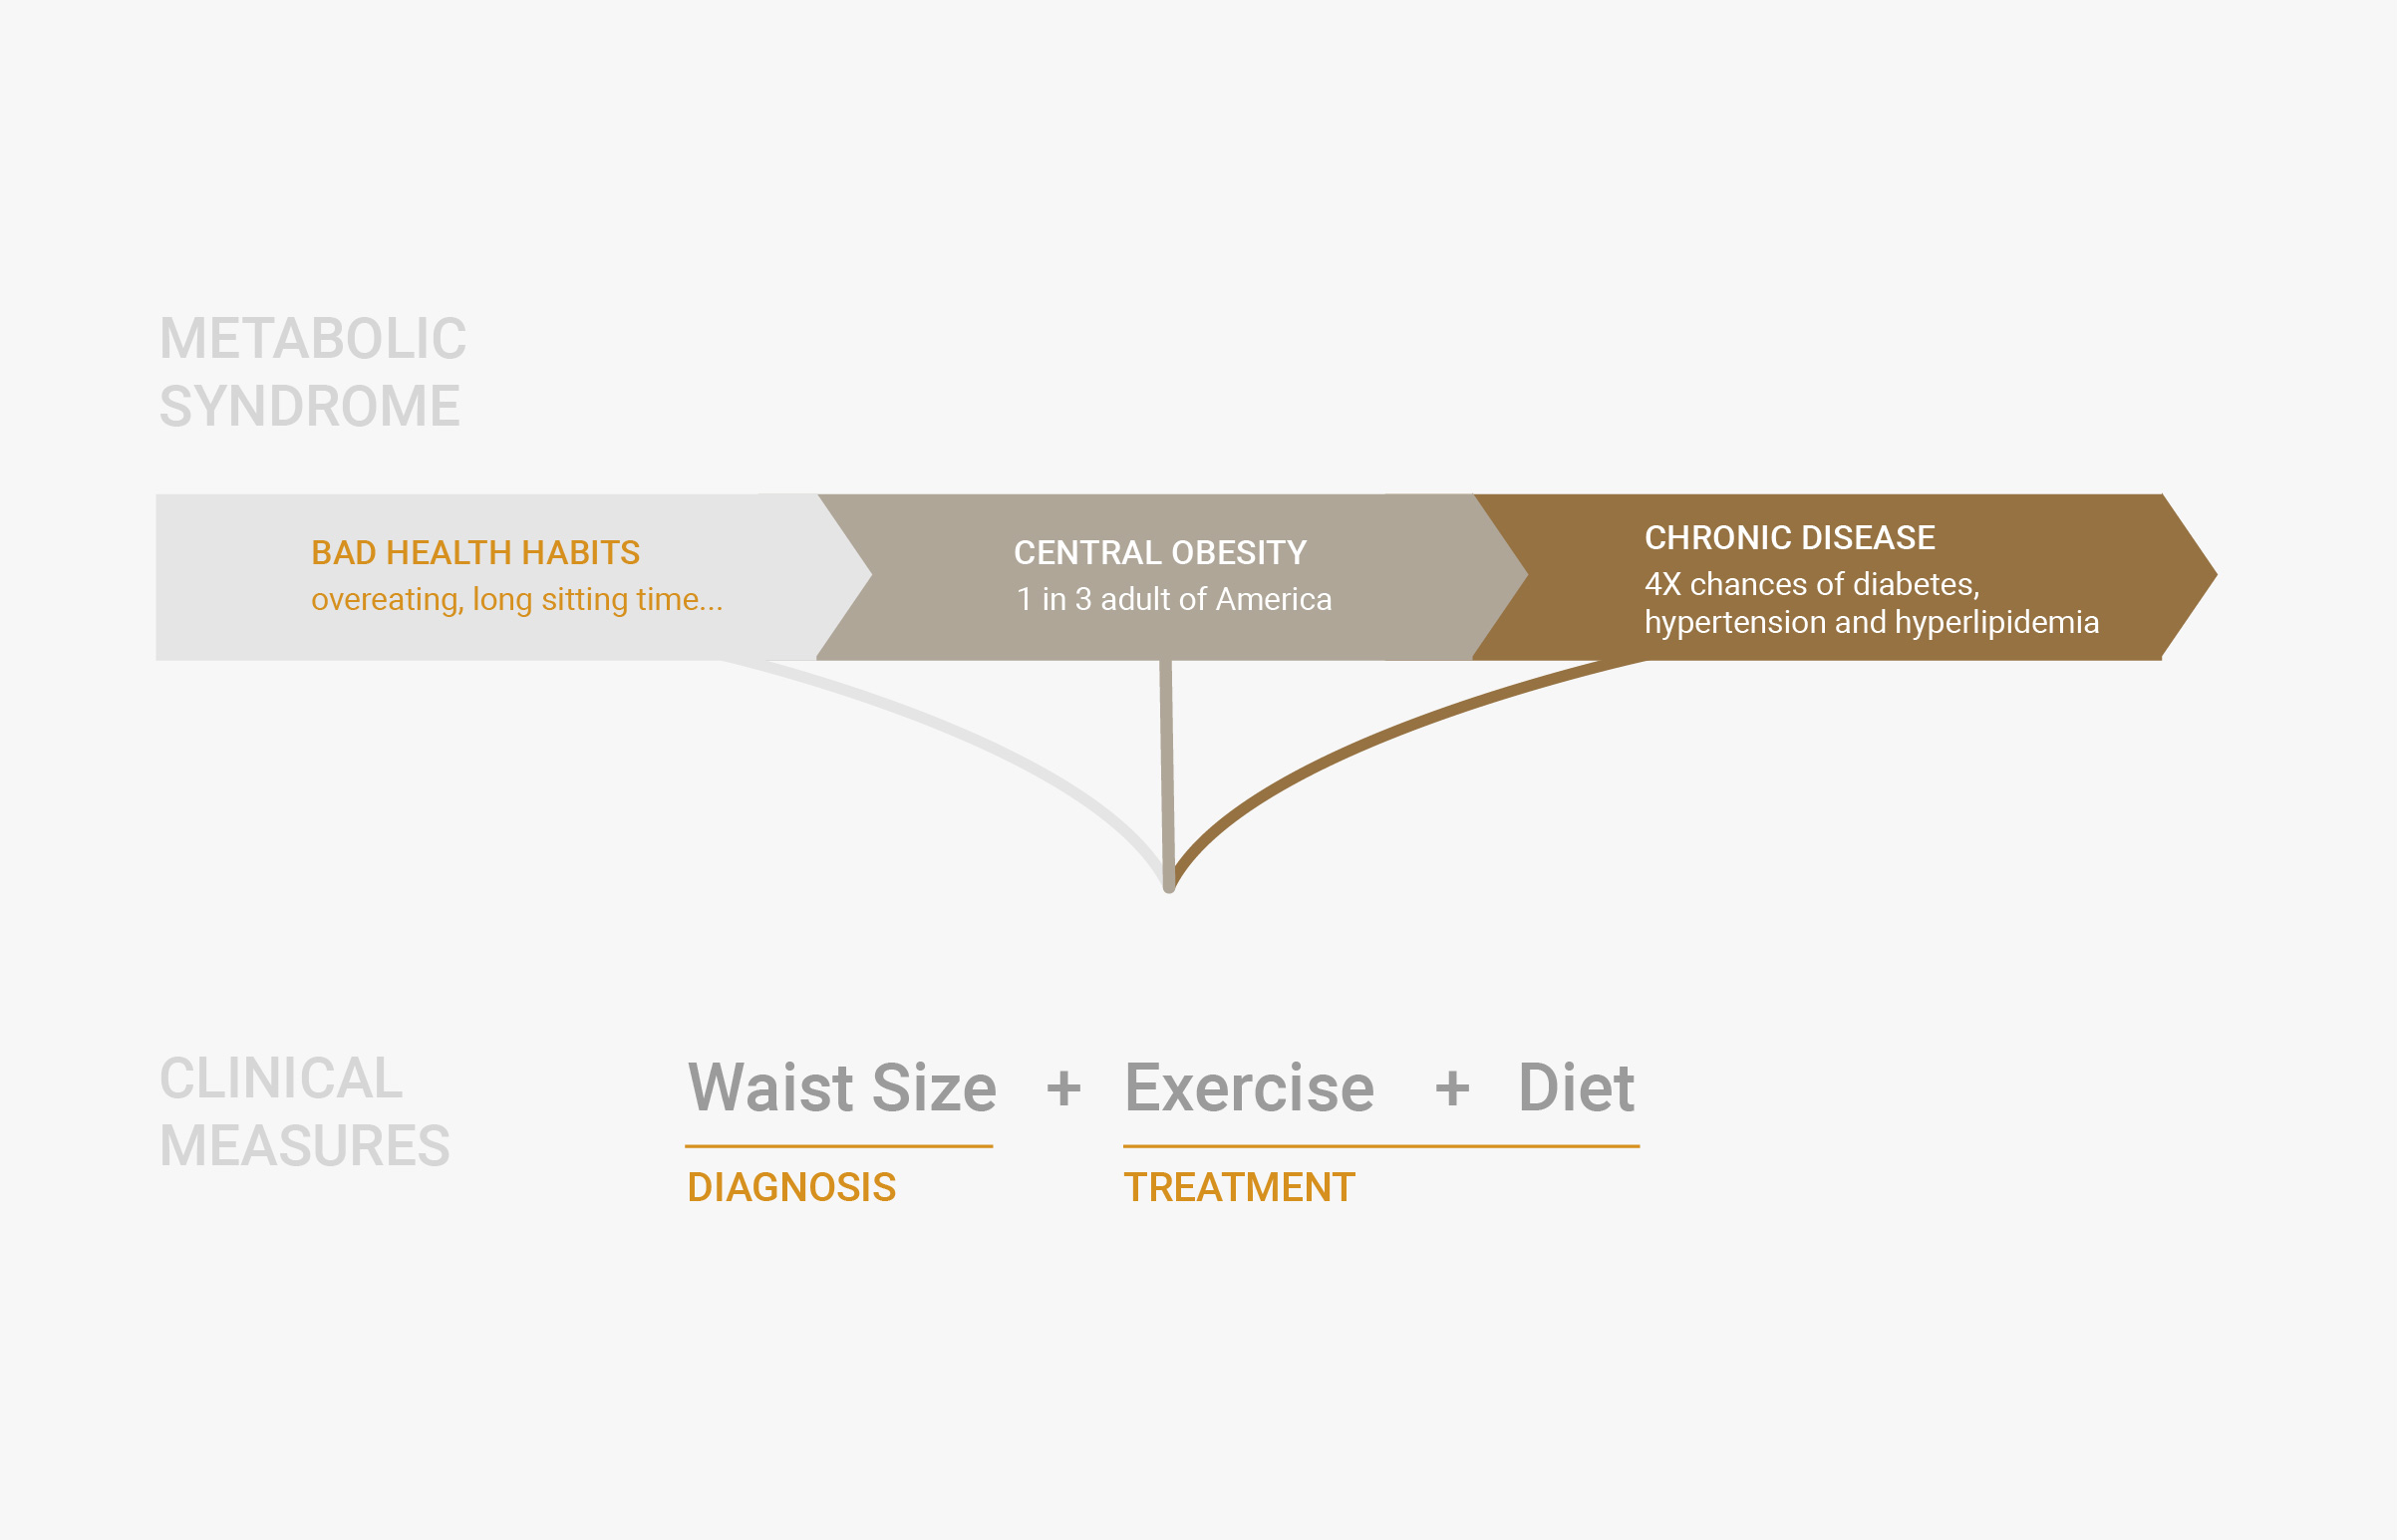 METABOLIC
SYNDROME
BAD HEALTH HABITS
overeating, long sitting time...
CENTRAL OBESITY
1 in 3 adult of America
CHRONIC DISEASE
4X chances of diabetes,
hypertension and hyperlipidemia
CLINICAL
MEASURES
Waist Size + Exercise + Diet
DIAGNOSIS
TREATMENT